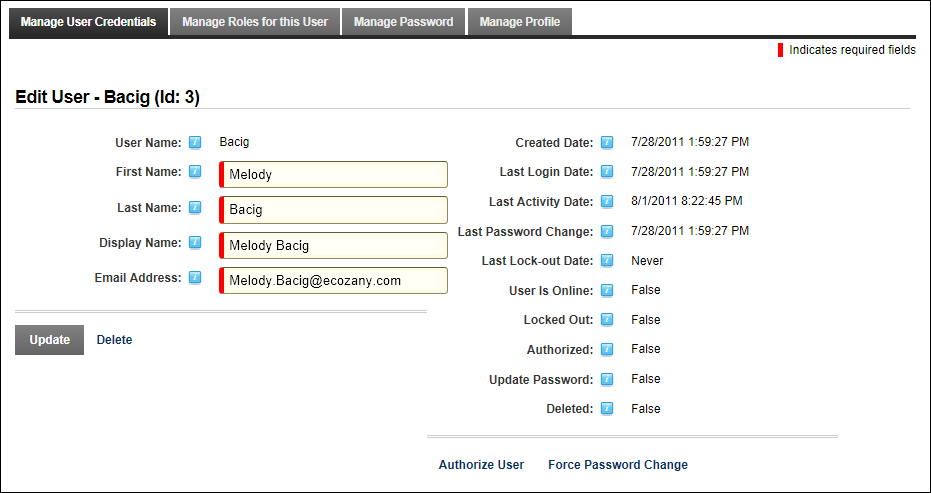 Manage User Credentials Manage Roles for this User Manage Password Manage Profile
Indicates required fields
Edit User - Bacig (Id: 3)
User Name: Bacig
First Name: Melody
Last Name: Bacig
Display Name: Melody Bacig
Email Address: Melody.Bacig@ecozany.com
Update Delete
Created Date: 7/28/2011 1:59:27 PM
Last Login Date: 7/28/2011 1:59:27 PM
Last Activity Date: 8/1/2011 8:22:45 PM
Last Password Change: 7/28/2011 1:59:27 PM
Last Lock-out Date: Never
User Is Online: False
Locked Out: False
Authorized: False
Update Password: False
Deleted: False
Authorize User Force Password Change